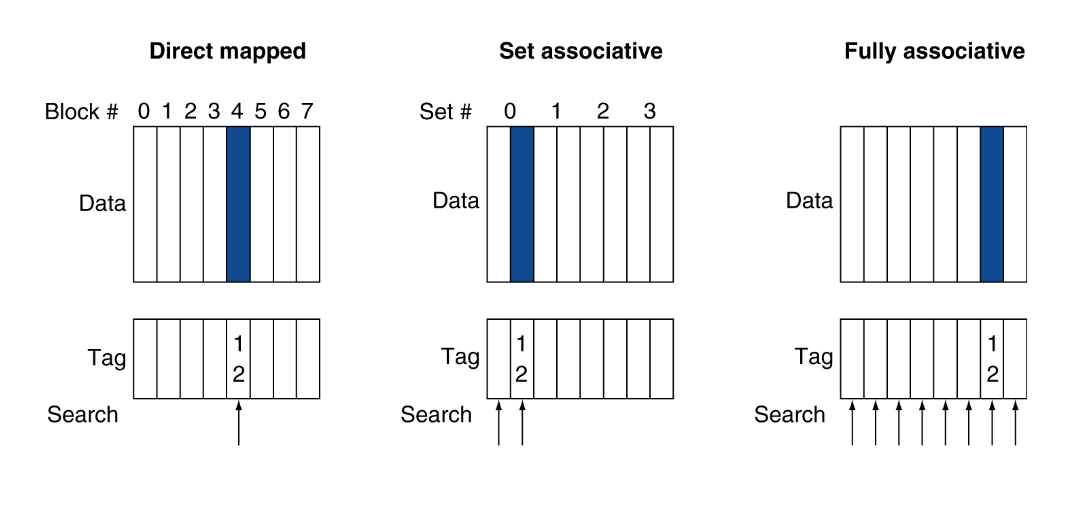 Direct mapped
Set associative
Fully associative
Block # 0 1 2 3 4 5 6 7
Set # 0 1 2 3
Data
Data
Data
Tag
1
2
Tag
1
2
Tag
1
2
Search
Search
Search